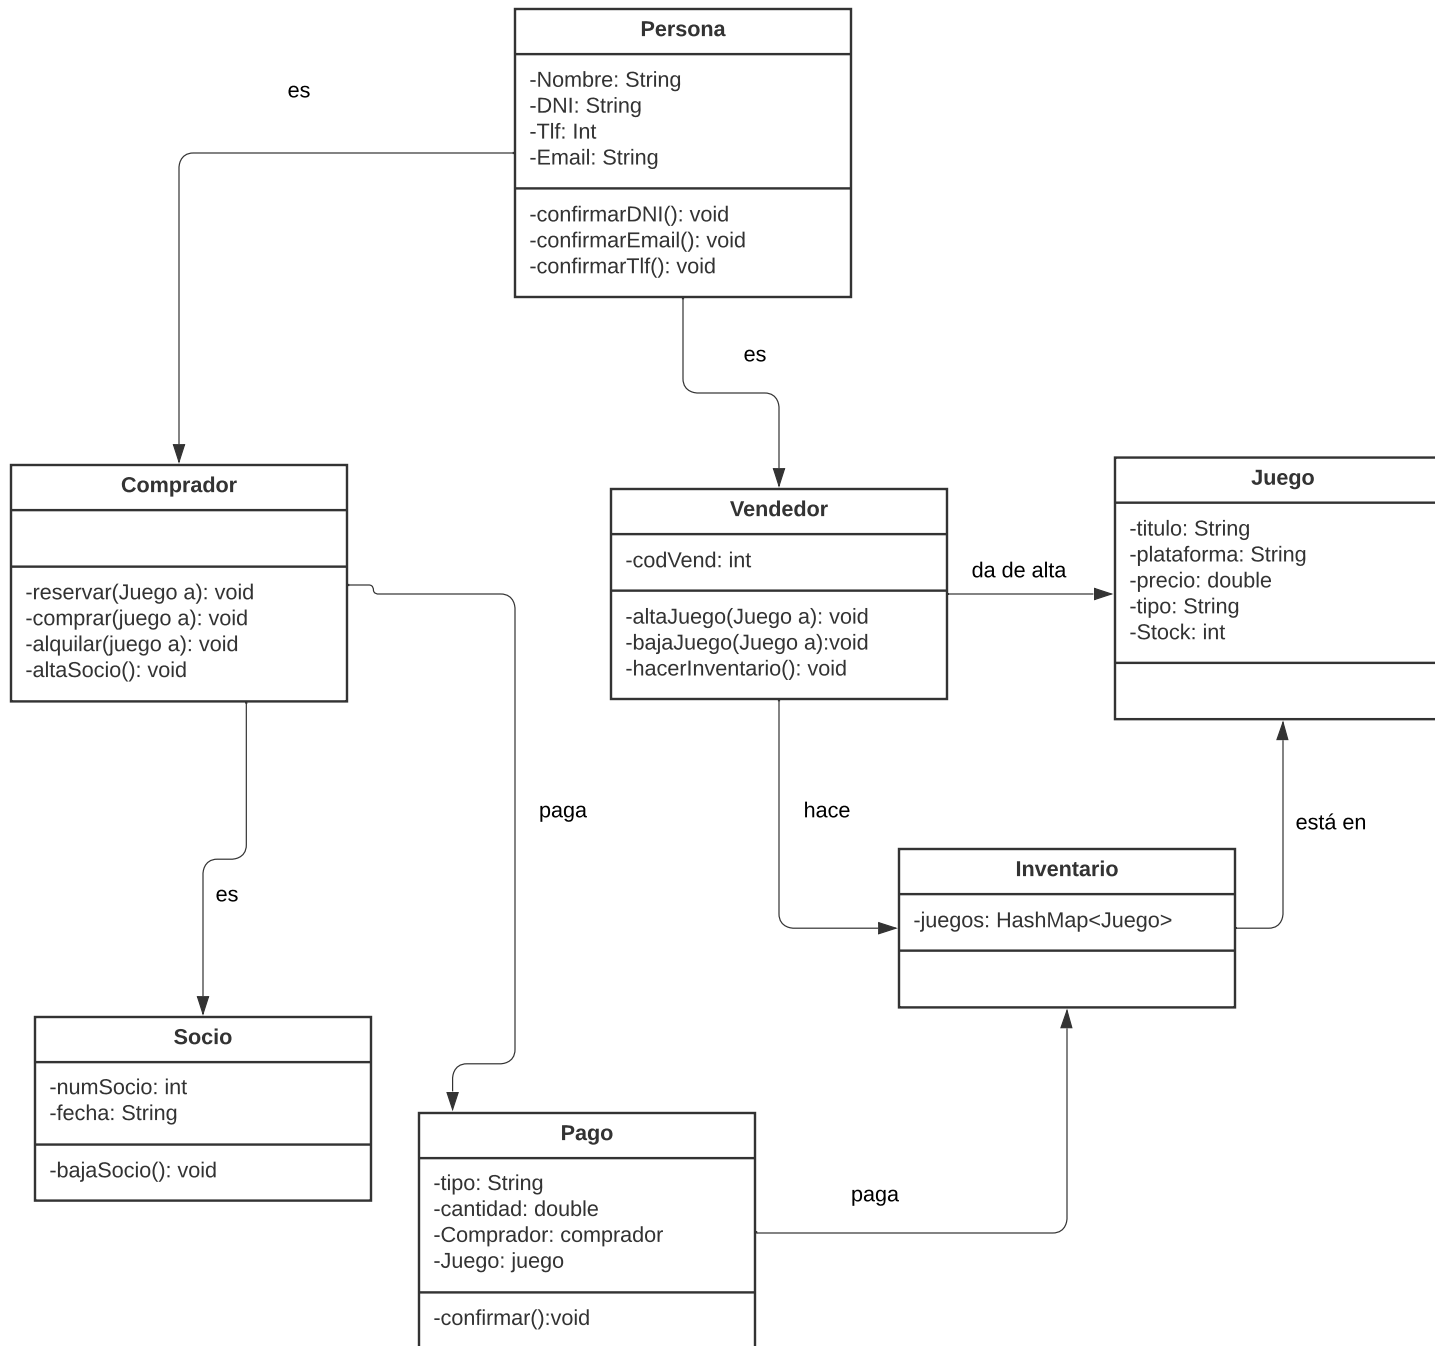 Persona
-Nombre: String
-DNI: String
-Tlf: Int
-Email: String
-confirmarDNI(): void
-confirmarEmail(): void
-confirmarTlf(): void
es
es
Comprador
-reservar(Juego a): void
-comprar(juego a): void
-alquilar(juego a): void
-altaSocio(): void
Vendedor
-codVend: int
-altaJuego(Juego a): void
-bajaJuego(Juego a):void
-hacerInventario(): void
da de alta
Juego
-titulo: String
-plataforma: String
-precio: double
-tipo: String
-Stock: int
es
paga
hace
está en
Inventario
-juegos: HashMap<Juego>
Socio
-numSocio: int
-fecha: String
-bajaSocio(): void
Pago
-tipo: String
-cantidad: double
-Comprador: comprador
-Juego: juego
-confirmar():void
paga